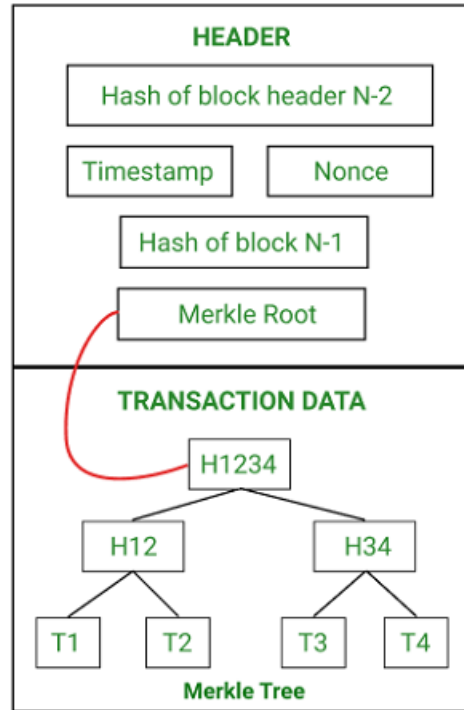 HEADER
Hash of block header N-2
Timestamp
Nonce
Hash of block N-1
Merkle Root
TRANSACTION DATA
H1234
H12
H34
T1
T2
T3
T4
Merkle Tree